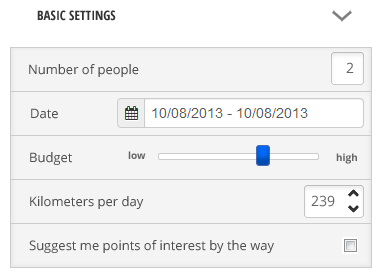 BASIC SETTINGS
Number of people 2
Date 10/08/2013 - 10/08/2013
Budget low high
Kilometers per day 239
Suggest me points of interest by the way